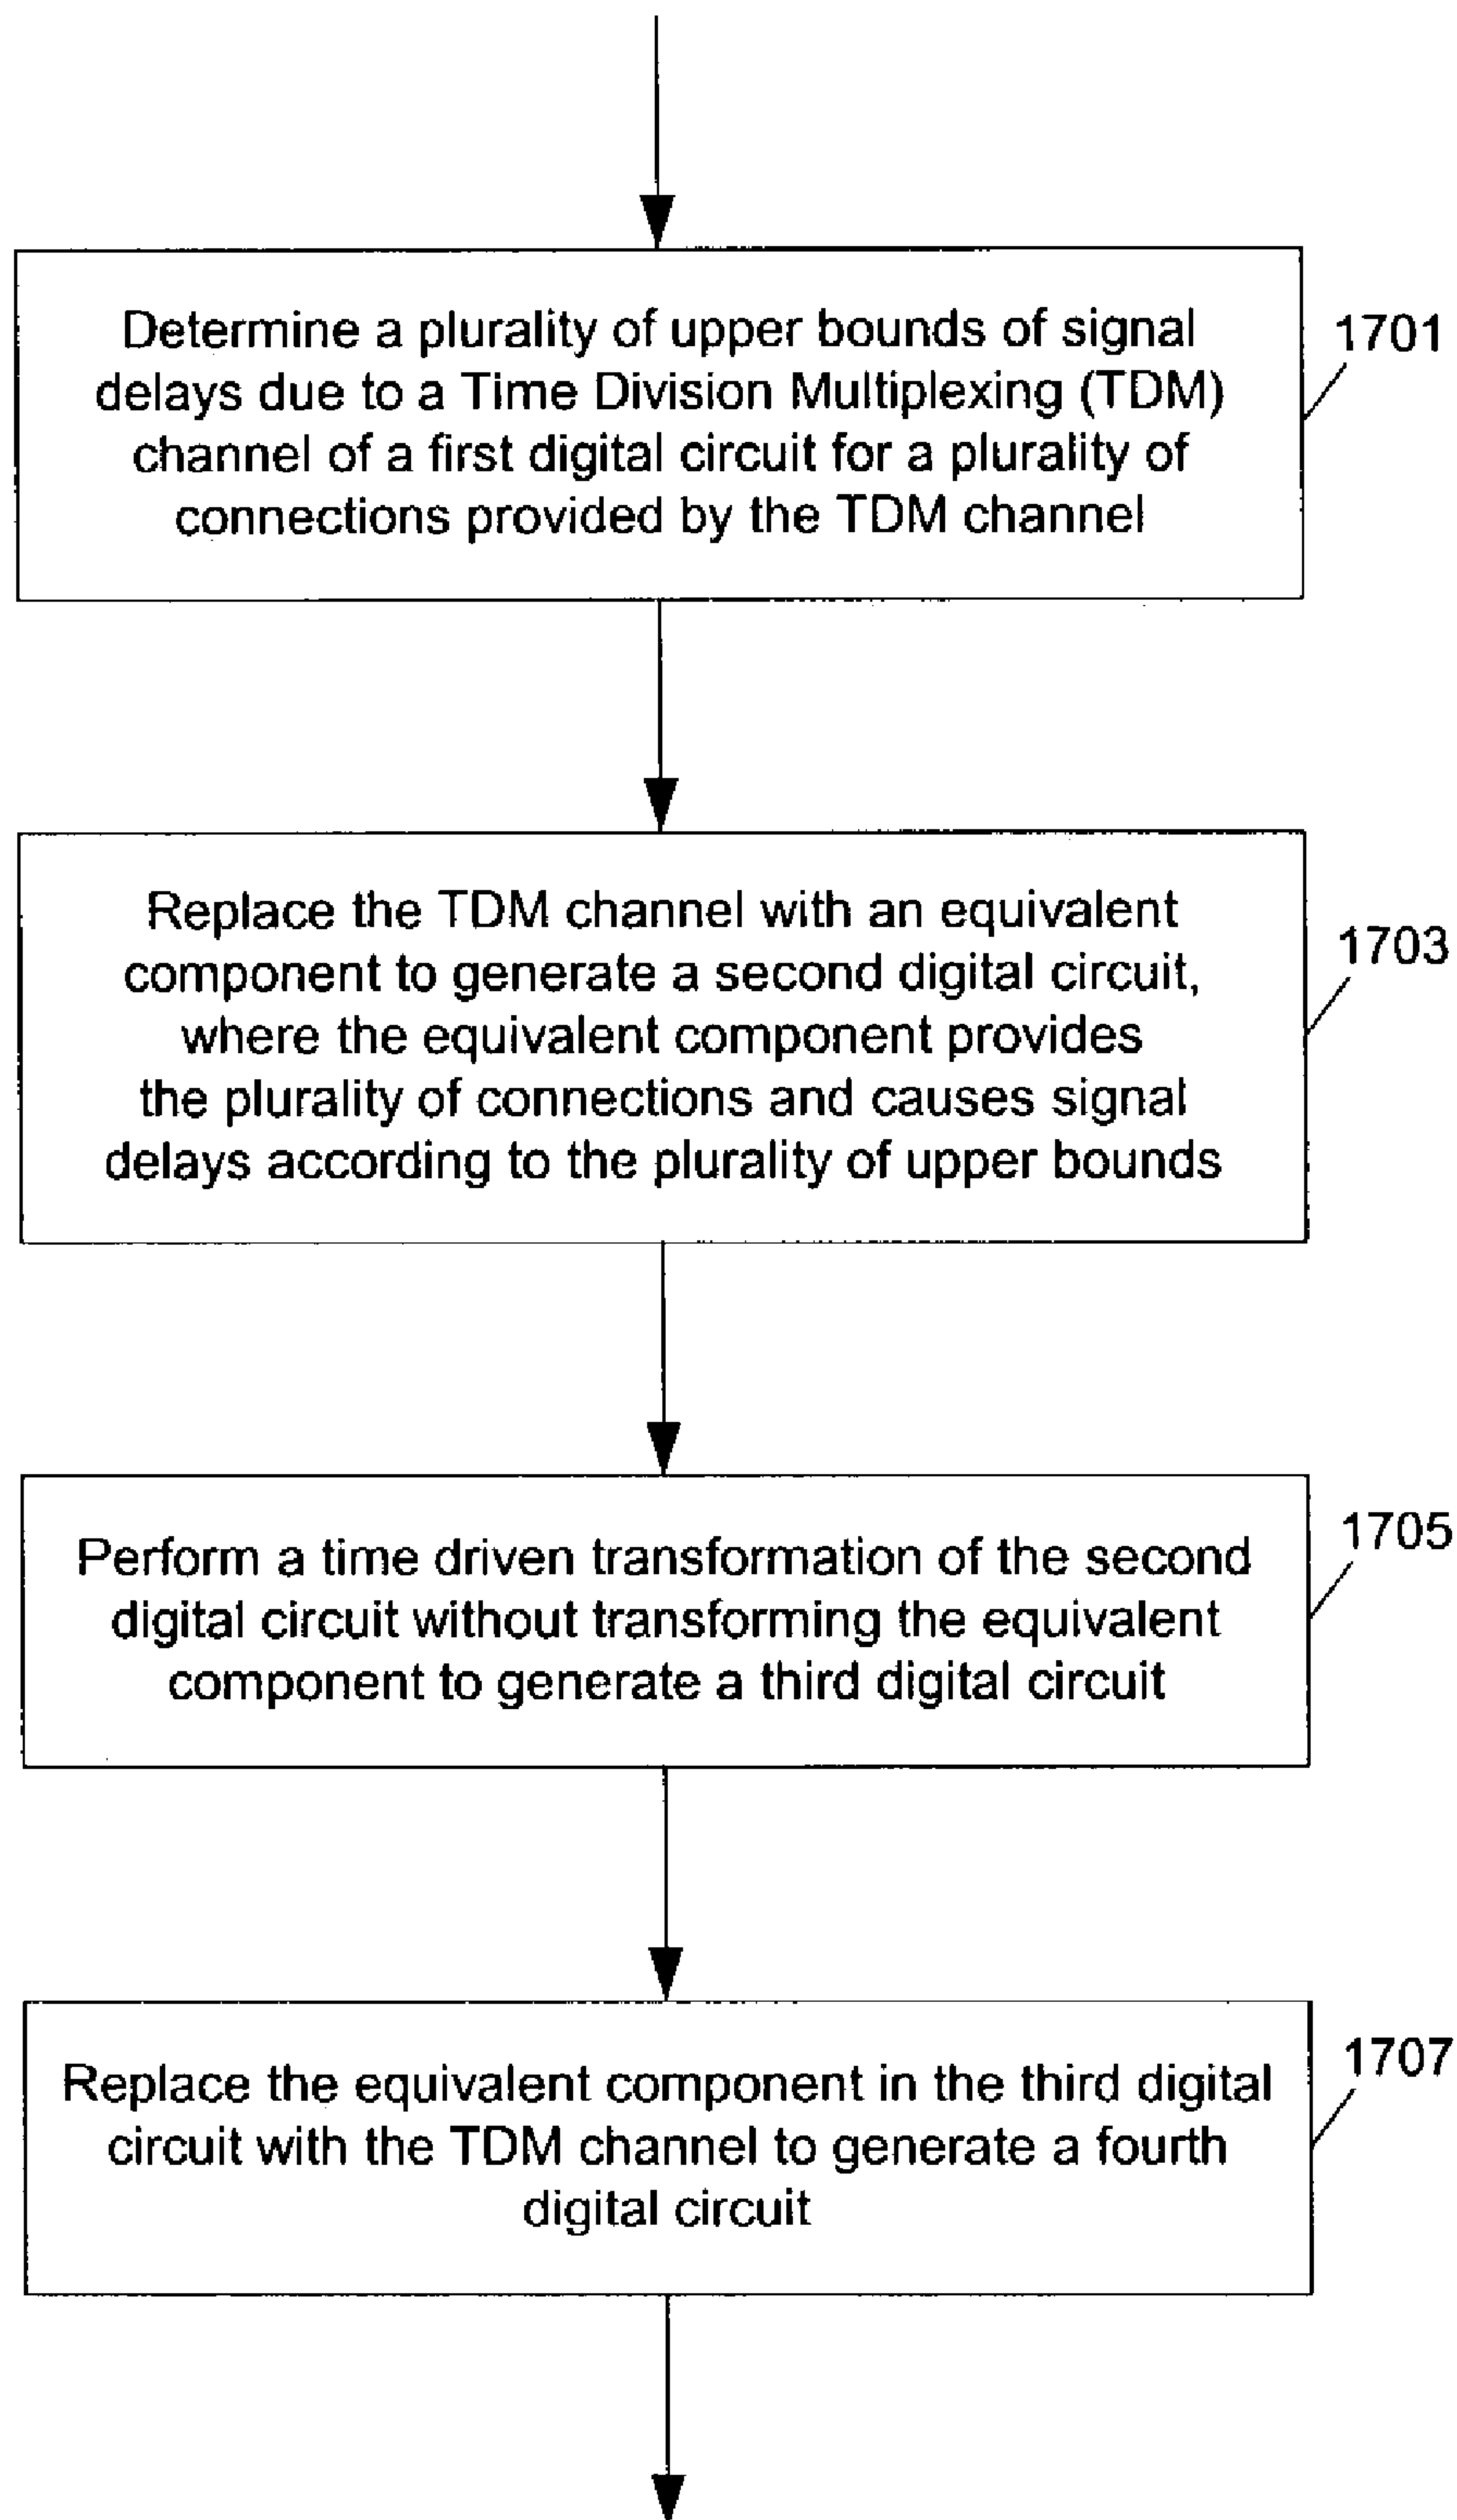 Determine a plurality of upper bounds of signal
delays due to a Time Division Multiplexing (TDM)
channel of a first digital circuit for a plurality of
connections provided by the TDM channel
1701
Replace the TDM channel with an equivalent
component to generate a second digital circuit,
where the equivalent component provides
the plurality of connections and causes signal
delays according to the plurality of upper bounds
1703
Perform a time driven transformation of the second
digital circuit without transforming the equivalent
component to generate a third digital circuit
1705
Replace the equivalent component in the third digital
circuit with the TDM channel to generate a fourth
digital circuit
1707